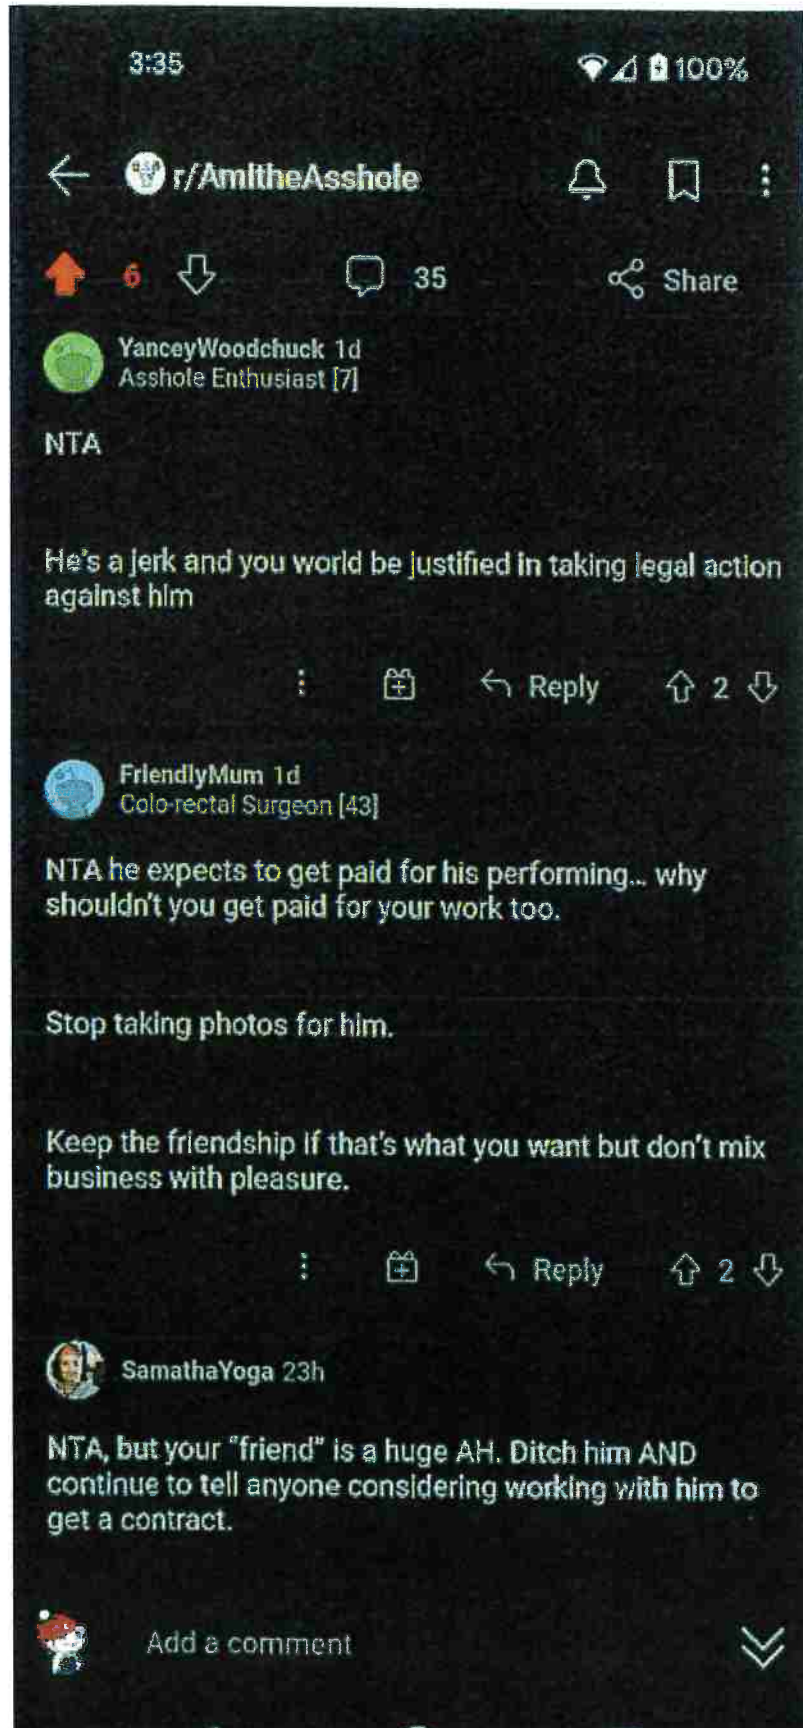 3:35 100%
r/AmItheAsshole
6 35 Share
YanceyWoodchuck 1d
Asshole Enthusiast [7]
NTA
He's a jerk and you world be justified in taking legal action
against him
Reply 2
FriendlyMum 1d
Colo-rectal Surgeon [43]
NTA he expects to get paid for his performing... why
shouldn't you get paid for your work too.
Stop taking photos for him.
Keep the friendship if that's what you want but don't mix
business with pleasure.
Reply 2
SamathaYoga 23h
NTA, but your "friend" is a huge AH. Ditch him AND
continue to tell anyone considering working with him to
get a contract.
Add a comment